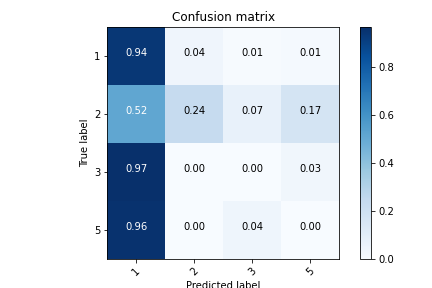 Confusion matrix
True label
1 0.94 0.04 0.01 0.01
2 0.52 0.24 0.07 0.17
3 0.97 0.00 0.00 0.03
5 0.96 0.00 0.04 0.00
1 2 3 5
Predicted label
0.8
0.6
0.4
0.2
0.0